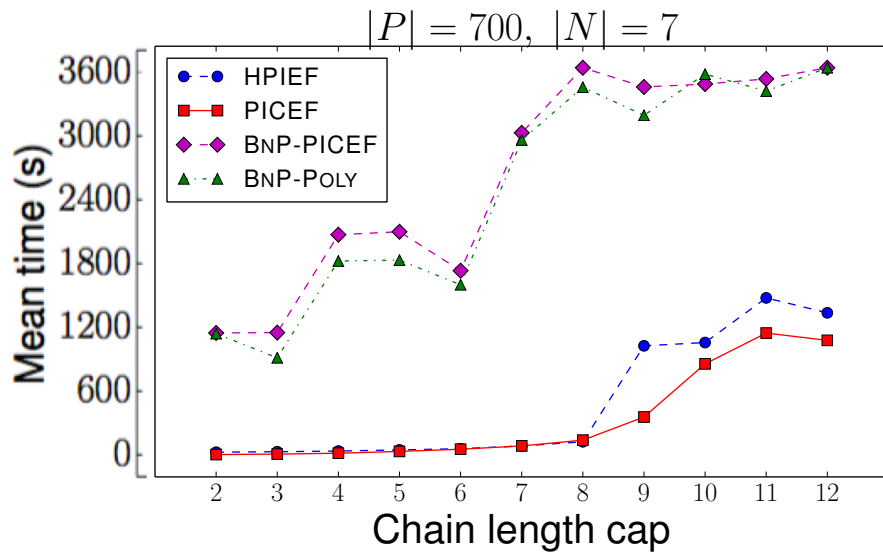 |P| = 700, |N| = 7
HPIEF
PICEF
BNP-PICEF
BNP-POLY
Mean time (s)
3600
3000
2400
1800
1200
600
0
2 3 4 5 6 7 8 9 10 11 12
Chain length cap